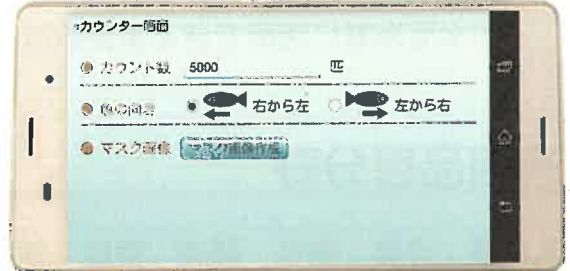 カウンター画面
カウント数 5000 匹
魚の向き 右から左 左から右
マスク画像 マスク画像作成